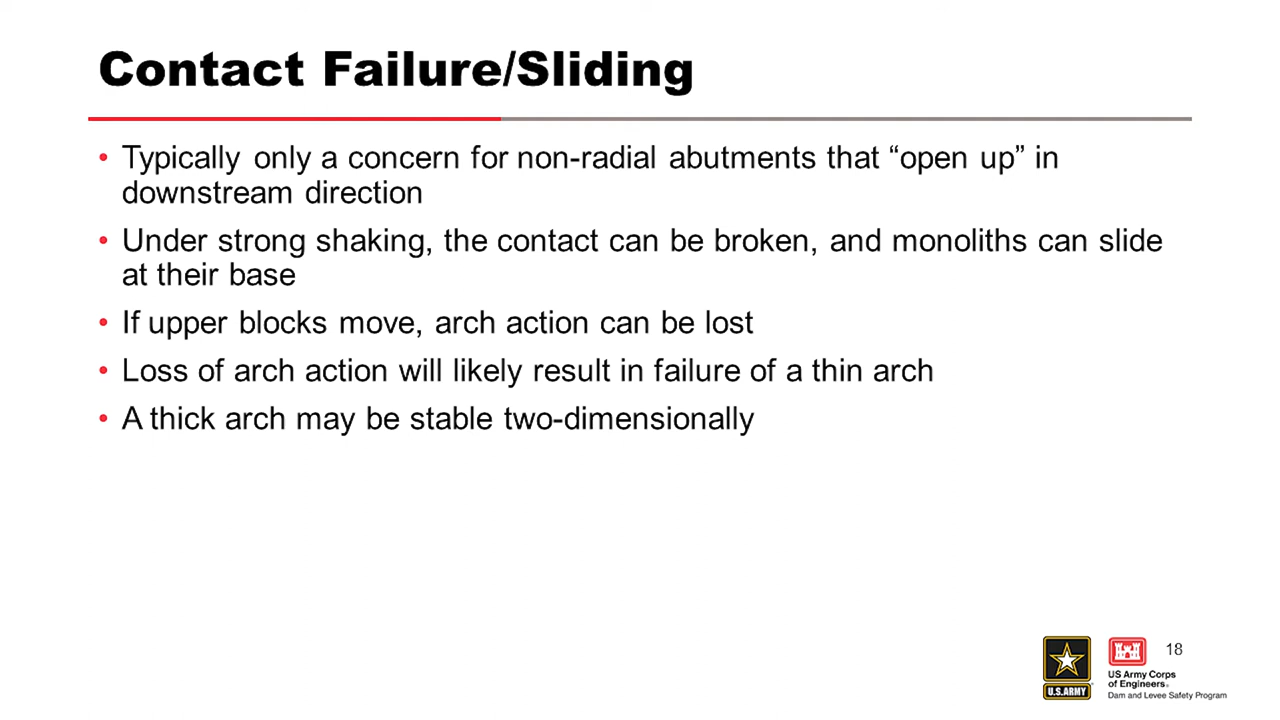 Contact Failure/Sliding
• Typically only a concern for non-radial abutments that “open up” in
downstream direction
• Under strong shaking, the contact can be broken, and monoliths can slide
at their base
• If upper blocks move, arch action can be lost
• Loss of arch action will likely result in failure of a thin arch
• A thick arch may be stable two-dimensionally
18
U.S.ARMY
US Army Corps
of Engineers®
Dam and Levee Safety Program